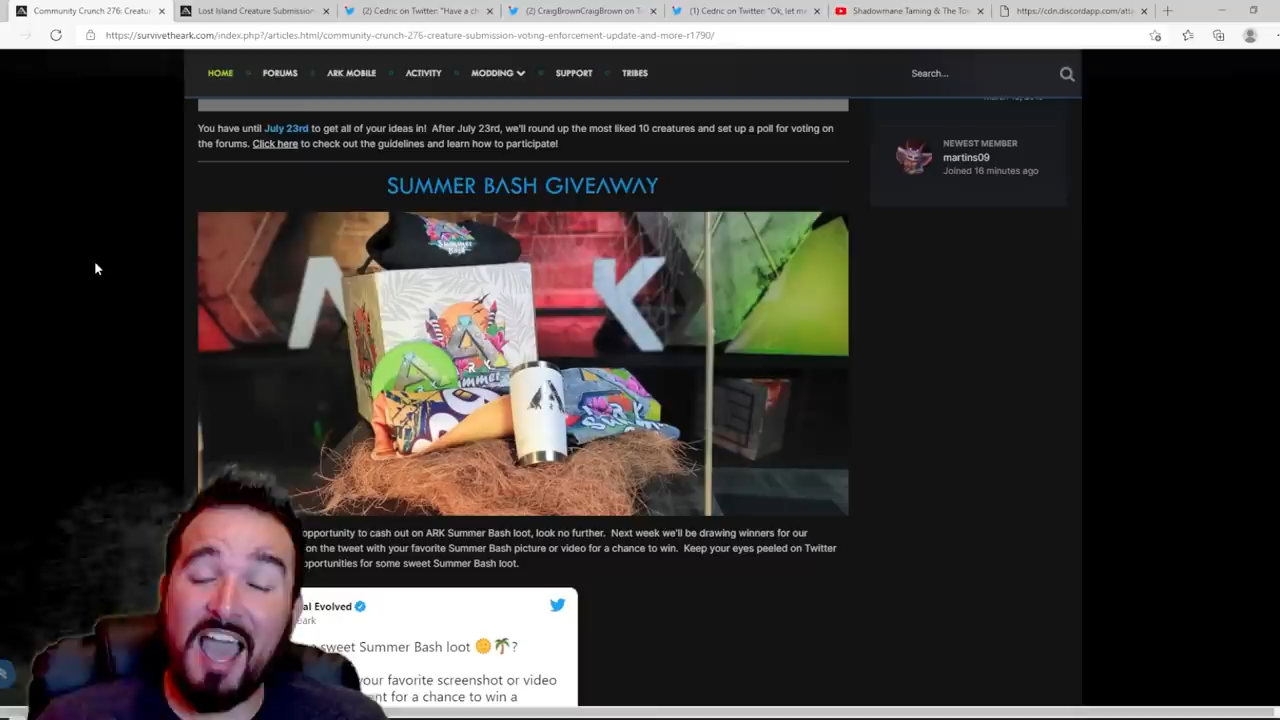 Community Crunch 276: Creatur
Lost Island Creature Submission
(2) Cedric on Twitter: "Have a ch
(2) CraigBrownCraigBrown on T
(1) Cedric on Twitter: "Ok, let me
Shadowmane Taming & The Tos
https://cdn.discordapp.com/atta
https://survivetheark.com/index.php?/articles.html/community-crunch-276-creature-submission-voting-enforcement-update-and-more-r1790/
HOME
FORUMS
ARK MOBILE
ACTIVITY
MODDING
SUPPORT
TRIBES
Search...
You have until July 23rd to get all of your ideas in! After July 23rd, we'll round up the most liked 10 creatures and set up a poll for voting on
the forums. Click here to check out the guidelines and learn how to participate!
NEWEST MEMBER
martins09
Joined 16 minutes ago
SUMMER BASH GIVEAWAY
A
K
Summer
Bash
opportunity to cash out on ARK Summer Bash loot, look no further. Next week we'll be drawing winners for our
on the tweet with your favorite Summer Bash picture or video for a chance to win. Keep your eyes peeled on Twitter
opportunities for some sweet Summer Bash loot.
al Evolved
eark
sweet Summer Bash loot 🌞🌴?
your favorite screenshot or video
ent for a chance to win a